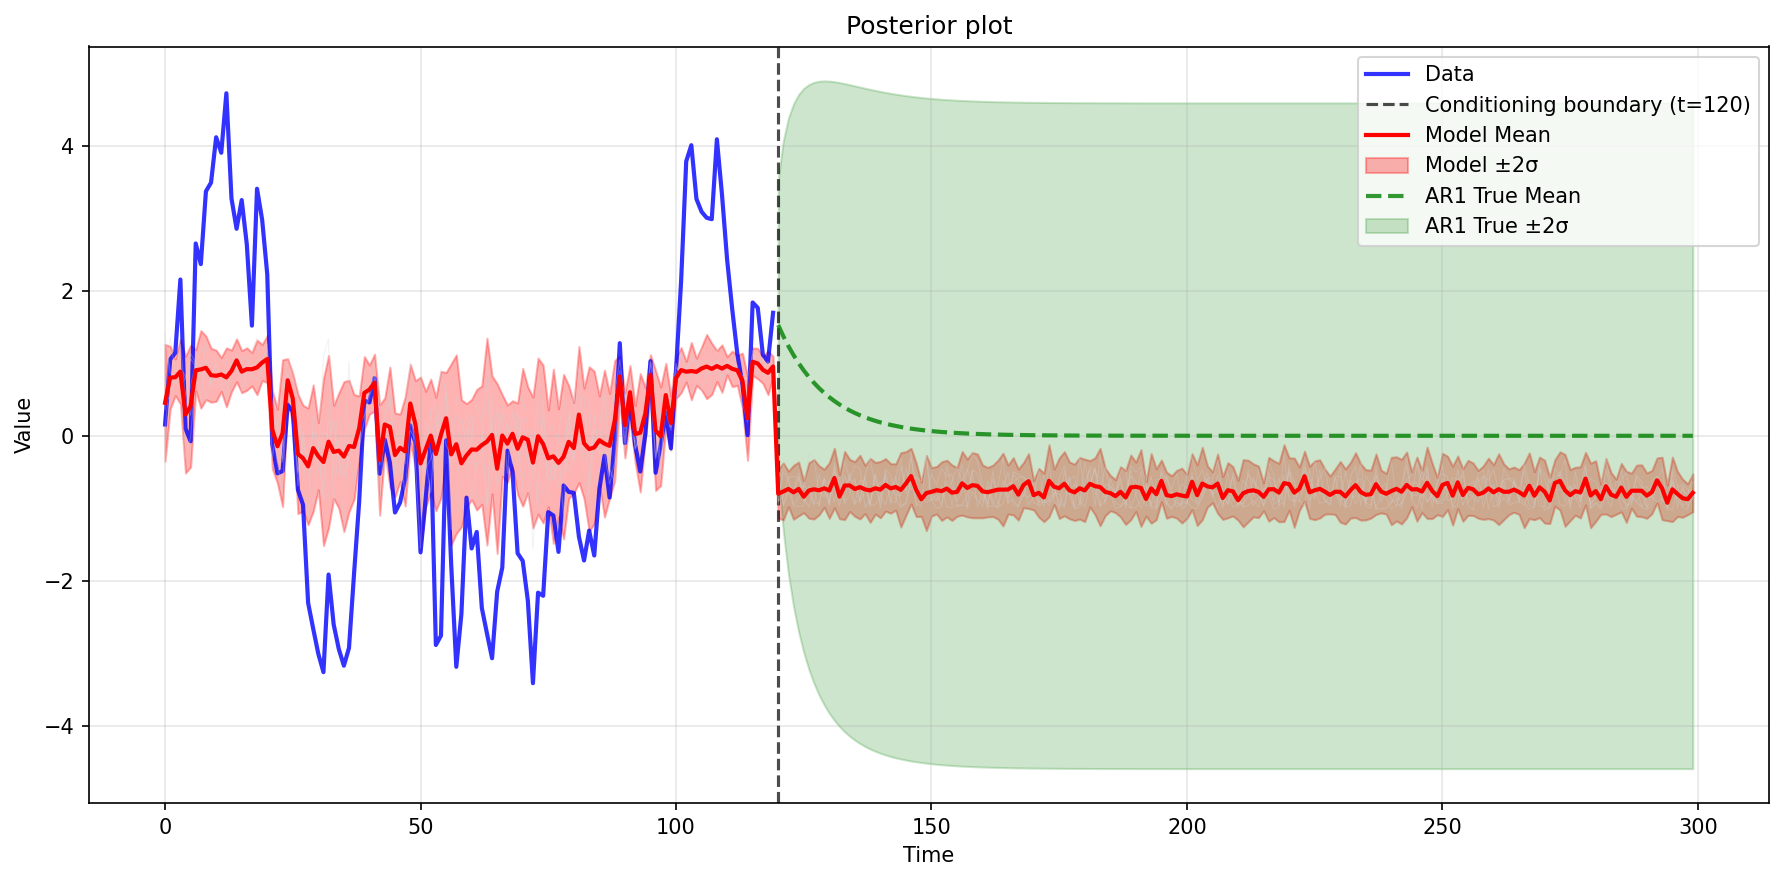 Posterior plot
Value
4
2
0
−2
−4
Data
Conditioning boundary (t=120)
Model Mean
Model ±2σ
AR1 True Mean
AR1 True ±2σ
0 50 100 150 200 250 300
Time